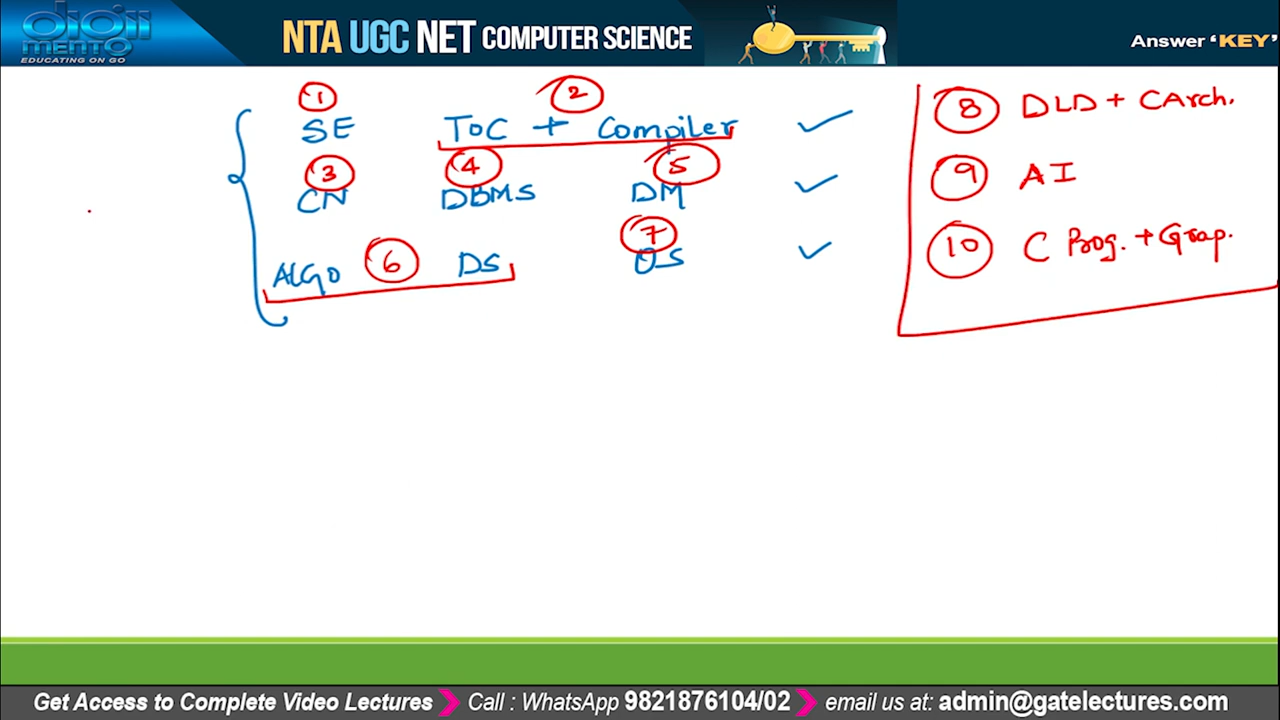 didii
MENTO
EDUCATING ON GO
NTA UGC NET COMPUTER SCIENCE
Answer ‘KEY’
1
2
SE ToC + Compiler
3
4
5
CN DBMS DM
7
ALGO 6 DS OS
8 DLD + CArch.
9 AI
10 C Prog. + Grap.
Get Access to Complete Video Lectures Call : WhatsApp 9821876104/02 email us at: admin@gatelectures.com